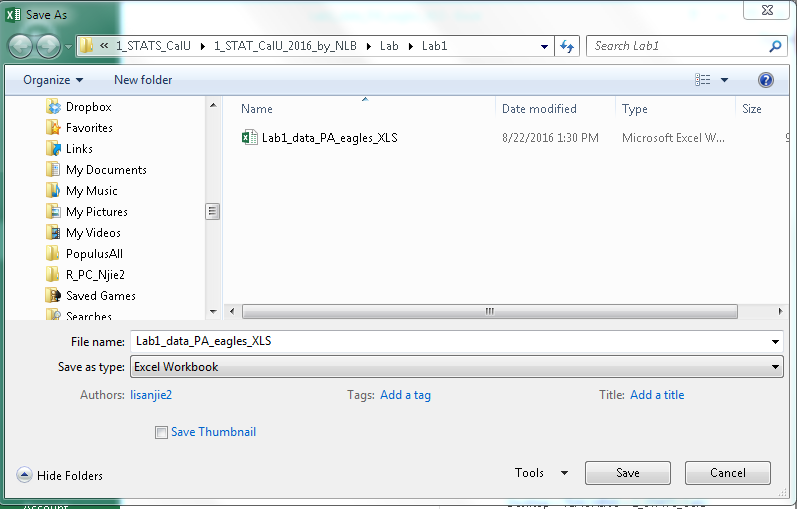 Save As
« 1_STATS_CalU 1_STAT_CalU_2016_by_NLB Lab Lab1 Search Lab1
Organize New folder
Dropbox
Favorites
Links
My Documents
My Music
My Pictures
My Videos
PopulusAll
R_PC_Njie2
Saved Games
Searches
Name Date modified Type Size
Lab1_data_PA_eagles_XLS 8/22/2016 1:30 PM Microsoft Excel W...
File name: Lab1_data_PA_eagles_XLS
Save as type: Excel Workbook
Authors: lisanjie2 Tags: Add a tag Title: Add a title
Save Thumbnail
Hide Folders Tools Save Cancel
Account